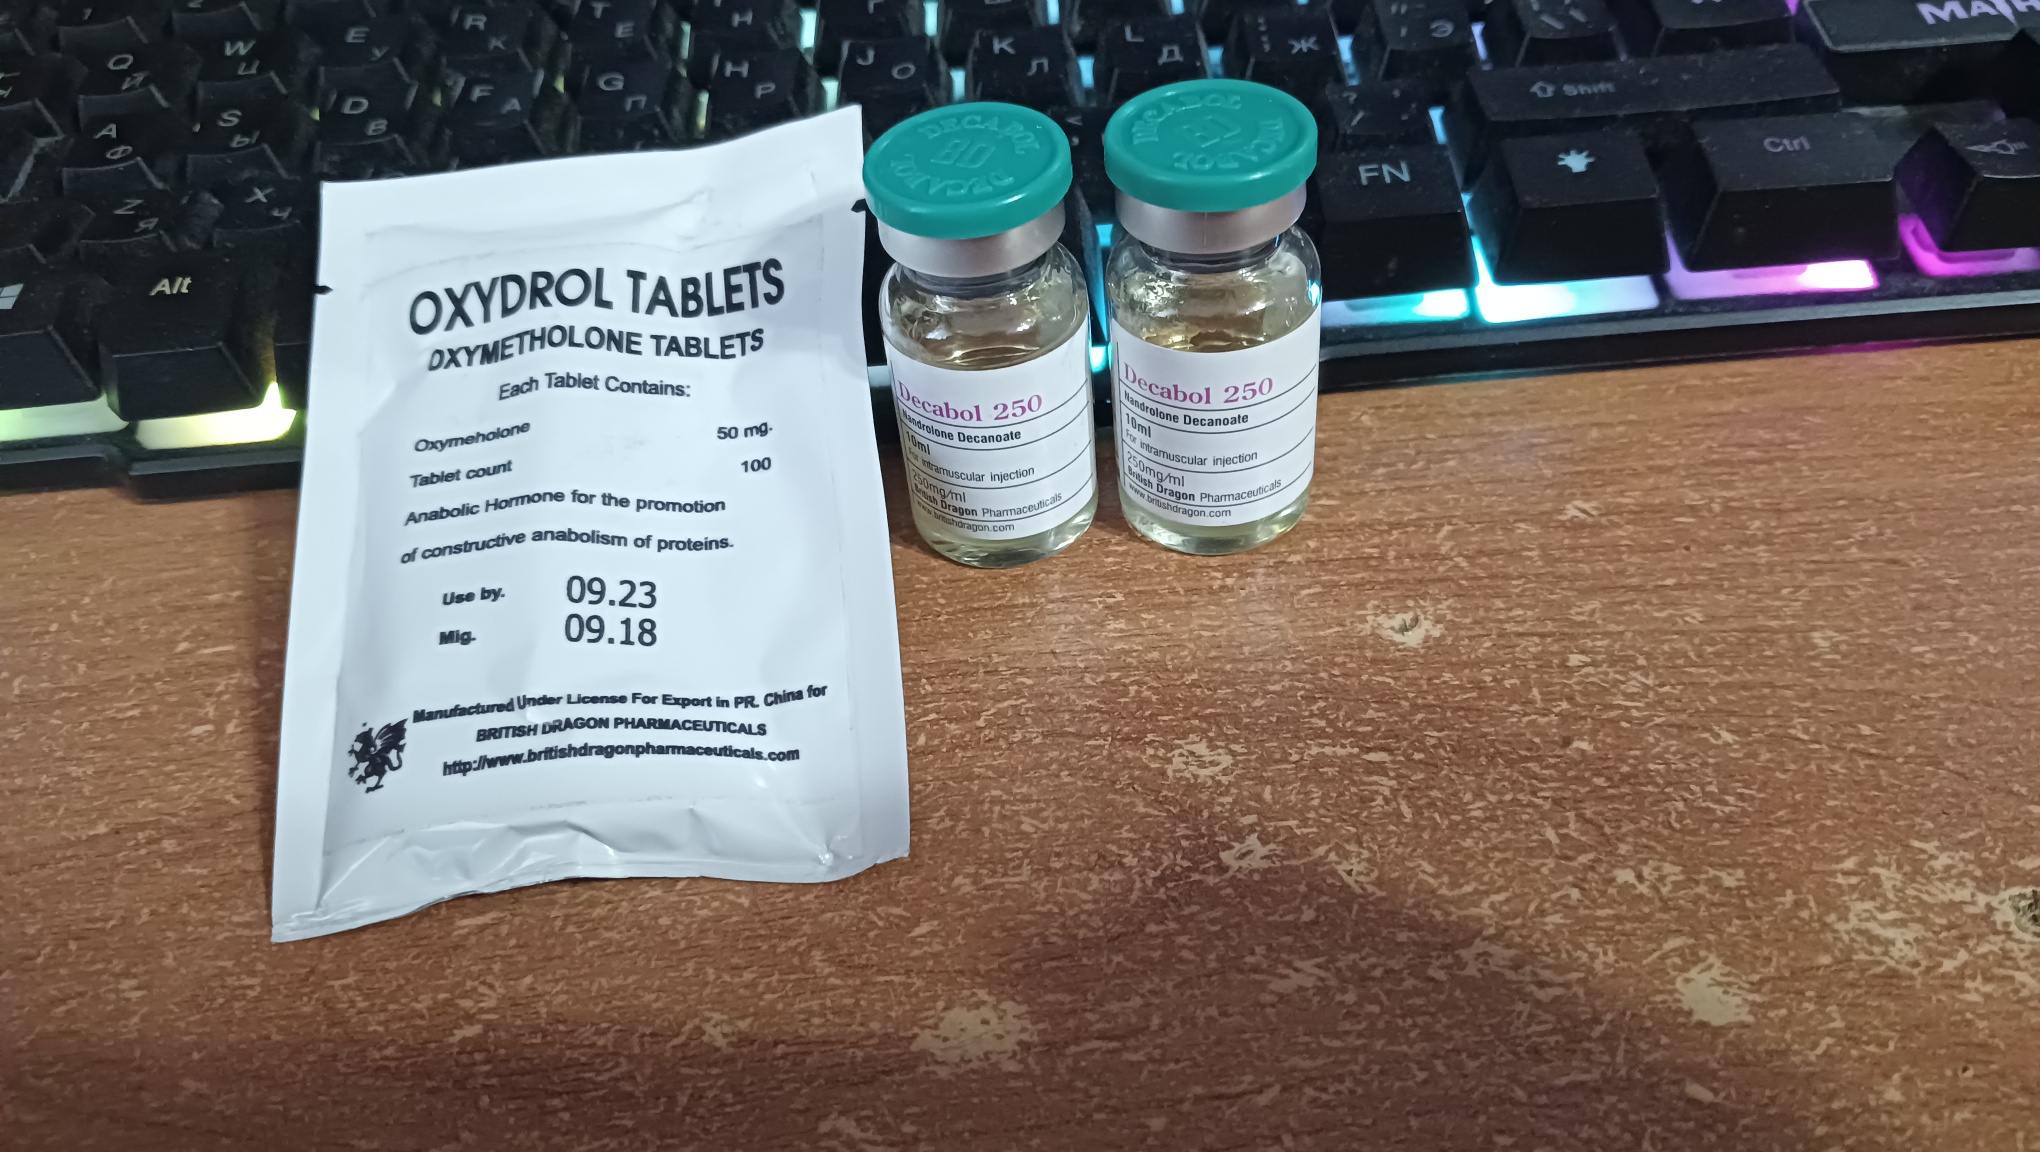 OXYDROL TABLETS
OXYMETHOLONE TABLETS
Each Tablet Contains:
Oxymeholone 50 mg.
Tablet count 100
Anabolic Hormone for the promotion
of constructive anabolism of proteins.
Use by. 09.23
Mig. 09.18
Manufactured Under License For Export in PR. China for
BRITISH DRAGON PHARMACEUTICALS
http://www.britishdragonpharmaceuticals.com
DECABOL
BD
DECABOL
Decabol 250
Nandrolone Decanoate
10ml
For intramuscular injection
250mg/ml
British Dragon Pharmaceuticals
www.britishdragon.com
DECABOL
BD
DECABOL
Decabol 250
Nandrolone Decanoate
10ml
For intramuscular injection
250mg/ml
British Dragon Pharmaceuticals
www.britishdragon.com
Q Й
W Ц
E У
R К
T Е
H
A Ф
S Ы
D В
F А
G П
H Р
J О
K Л
L Д
Ж
Э
Z Я
X Ч
Alt
FN
Shift
Ctrl